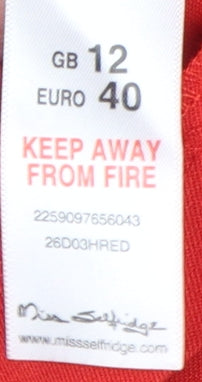 GB 12
EURO 40
KEEP AWAY
FROM FIRE
2259097656043
26D03HRED
Miss Selfridge
www.missselfridge.com